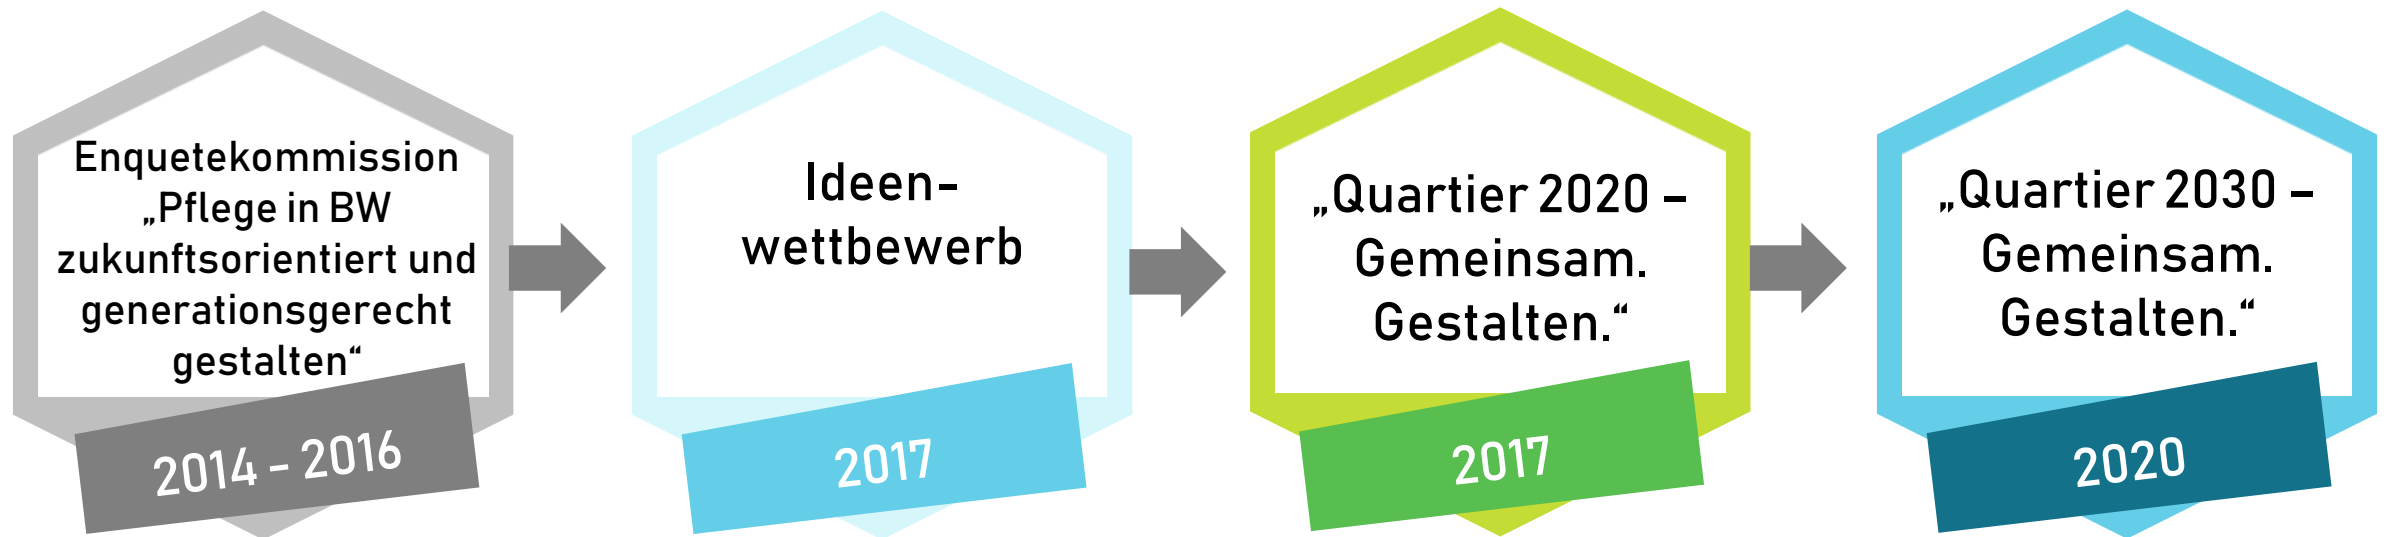 Enquetekommission
„Pflege in BW
zukunftsorientiert und
generationsgerecht
gestalten“
2014 - 2016
Ideen-
wettbewerb
2017
„Quartier 2020 –
Gemeinsam.
Gestalten.“
2017
„Quartier 2030 –
Gemeinsam.
Gestalten.“
2020